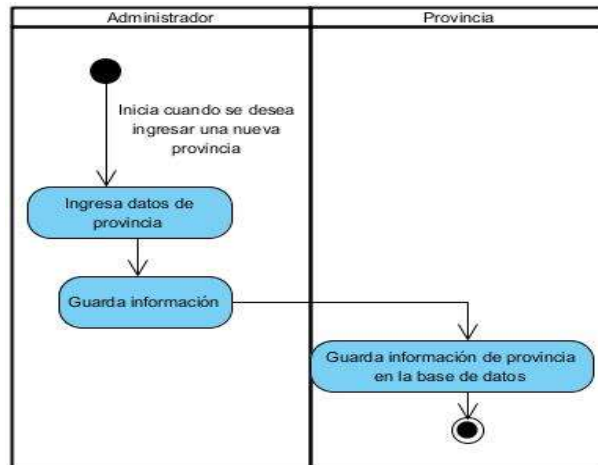 Administrador
Provincia
Inicia cuando se desea
ingresar una nueva
provincia
Ingresa datos de
provincia
Guarda información
Guarda información de provincia
en la base de datos